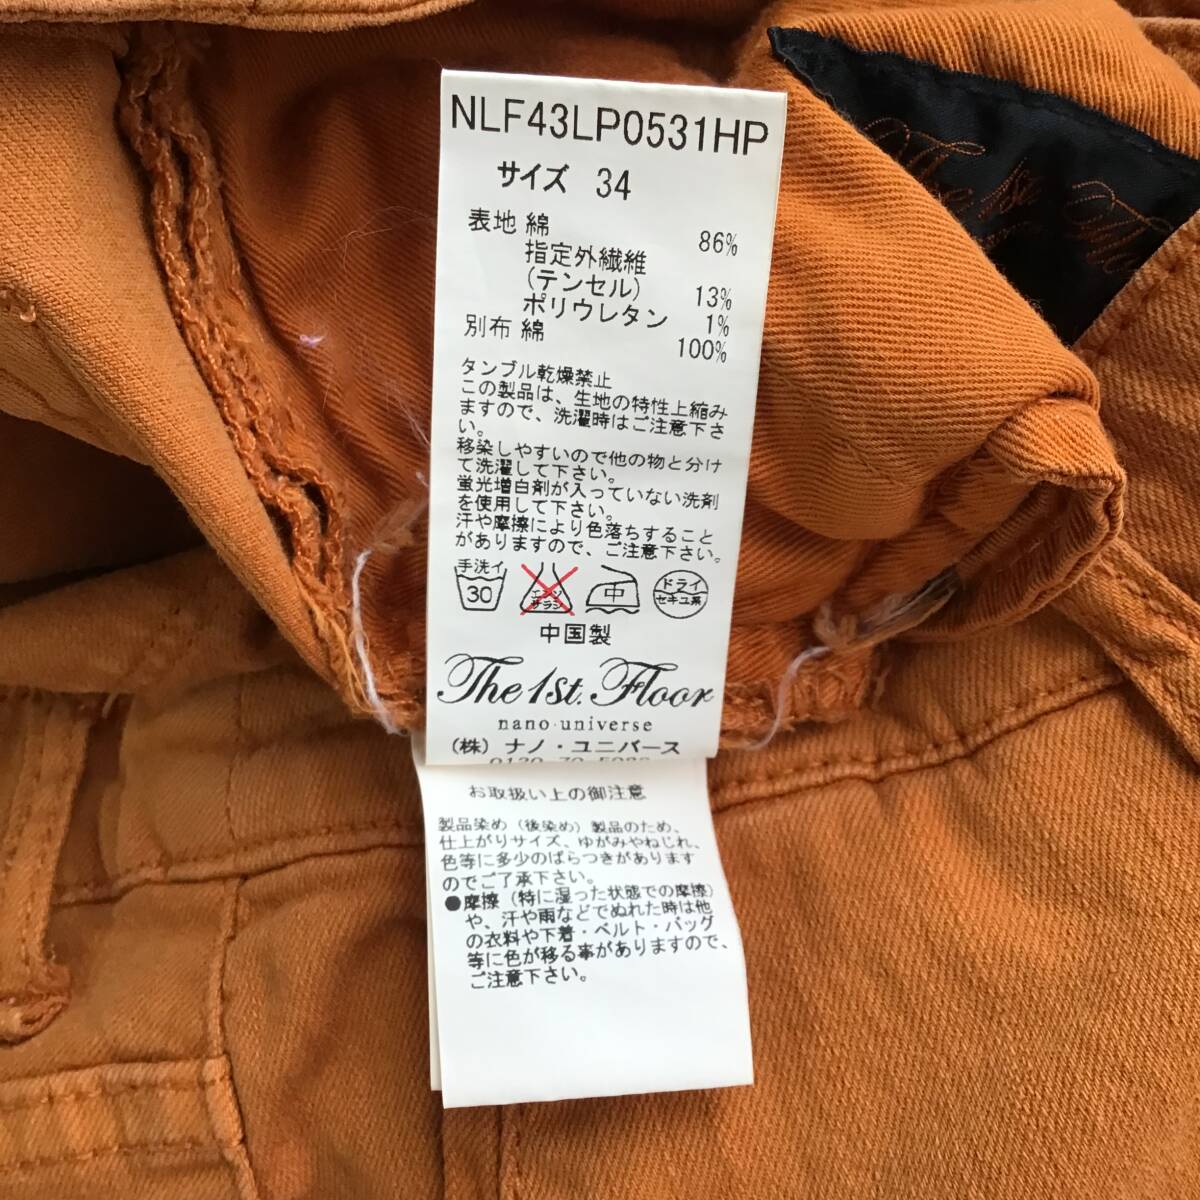 NLF43LP0531HP
サイズ 34
表地 綿 86%
指定外繊維
(テンセル) 13%
ポリウレタン 1%
別布 綿 100%
タンブル乾燥禁止
この製品は、生地の特性上縮み
ますので、洗濯時はご注意下さ
い。
移染しやすいので他の物と分け
て洗濯して下さい。
蛍光増白剤が入っていない洗剤
を使用して下さい。
汗や摩擦により色落ちすること
がありますので、ご注意下さい。
手洗イ
30
エンソ
サラシ
中
ドライ
セキユ系
中国製
The 1st. Floor
nano·universe
(株) ナノ・ユニバース
お取扱い上の御注意
製品染め (後染め) 製品のため、
仕上がりサイズ、ゆがみやねじれ、
色等に多少のばらつきがあります
のでご了承下さい。
●摩擦 (特に湿った状態での摩擦)
や、汗や雨などでぬれた時は他
の衣料や下着・ベルト・バッグ
等に色が移る事がありますので、
ご注意下さい。
The 1st.